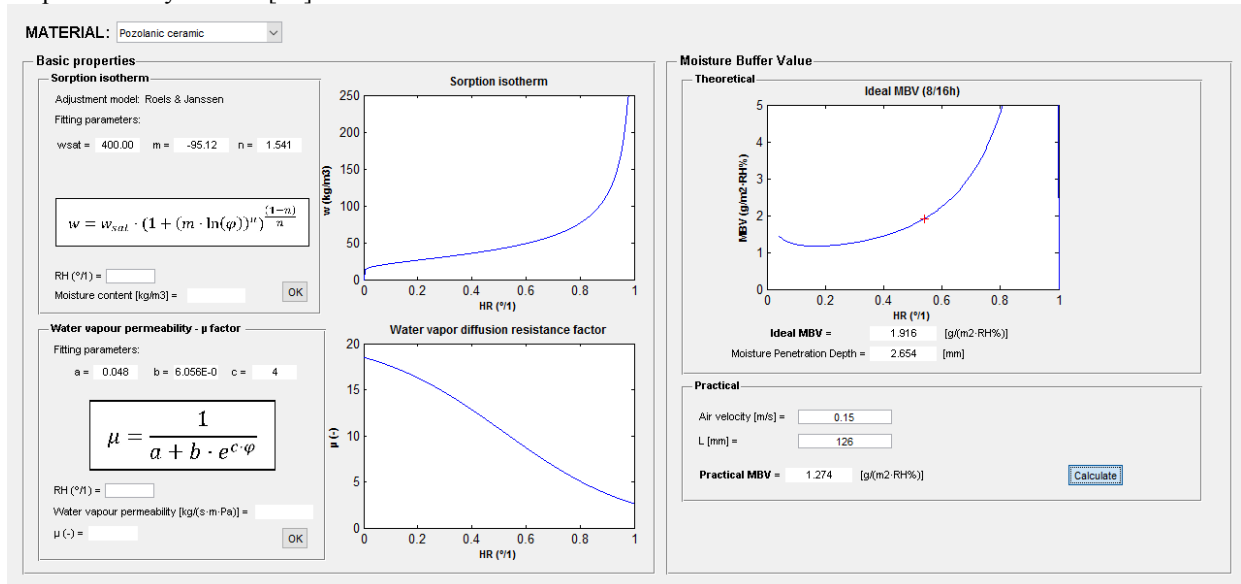 MATERIAL: Pozolanic ceramic
Basic properties
Sorption isotherm
Adjustment model: Roels & Janssen
Fitting parameters:
wsat = 400.00 m = -95.12 n = 1.541
w = w_sat · (1 + (m · ln(φ))^n)^((1−n)/n)
RH (º/1) =
Moisture content [kg/m3] =
OK
Sorption isotherm
250
200
150
100
50
0
w (kg/m3)
0 0.2 0.4 0.6 0.8 1
HR (º/1)
Water vapour permeability - µ factor
Fitting parameters:
a = 0.048 b = 6.056E-0 c = 4
μ = 1 / (a + b · e^(c·φ))
RH (º/1) =
Water vapour permeability [kg/(s·m·Pa)] =
µ (-) =
OK
Water vapor diffusion resistance factor
20
15
10
5
0
µ (-)
0 0.2 0.4 0.6 0.8 1
HR (º/1)
Moisture Buffer Value
Theoretical
Ideal MBV (8/16h)
5
4
3
2
1
0
MBV (g/m2·RH%)
0 0.2 0.4 0.6 0.8 1
HR (º/1)
Ideal MBV = 1.916 [g/(m2·RH%)]
Moisture Penetration Depth = 2.654 [mm]
Practical
Air velocity [m/s] = 0.15
L [mm] = 126
Practical MBV = 1.274 [g/(m2·RH%)]
Calculate